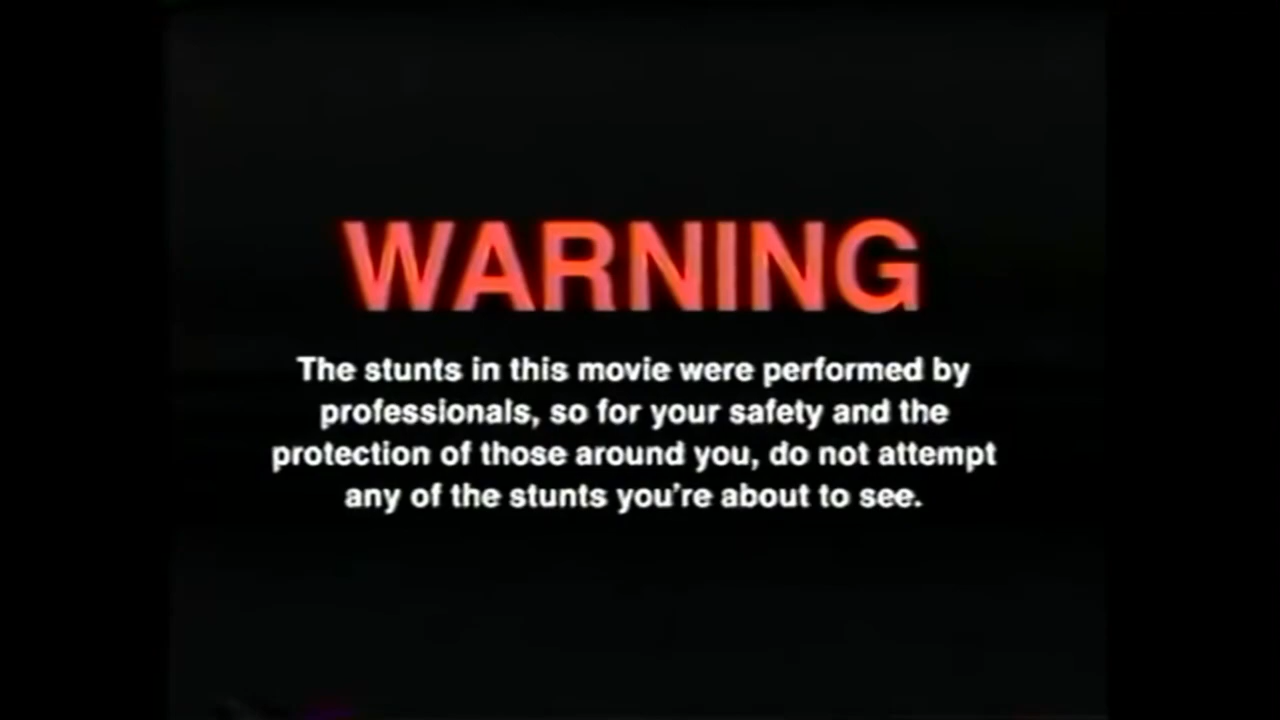 WARNING
The stunts in this movie were performed by
professionals, so for your safety and the
protection of those around you, do not attempt
any of the stunts you're about to see.